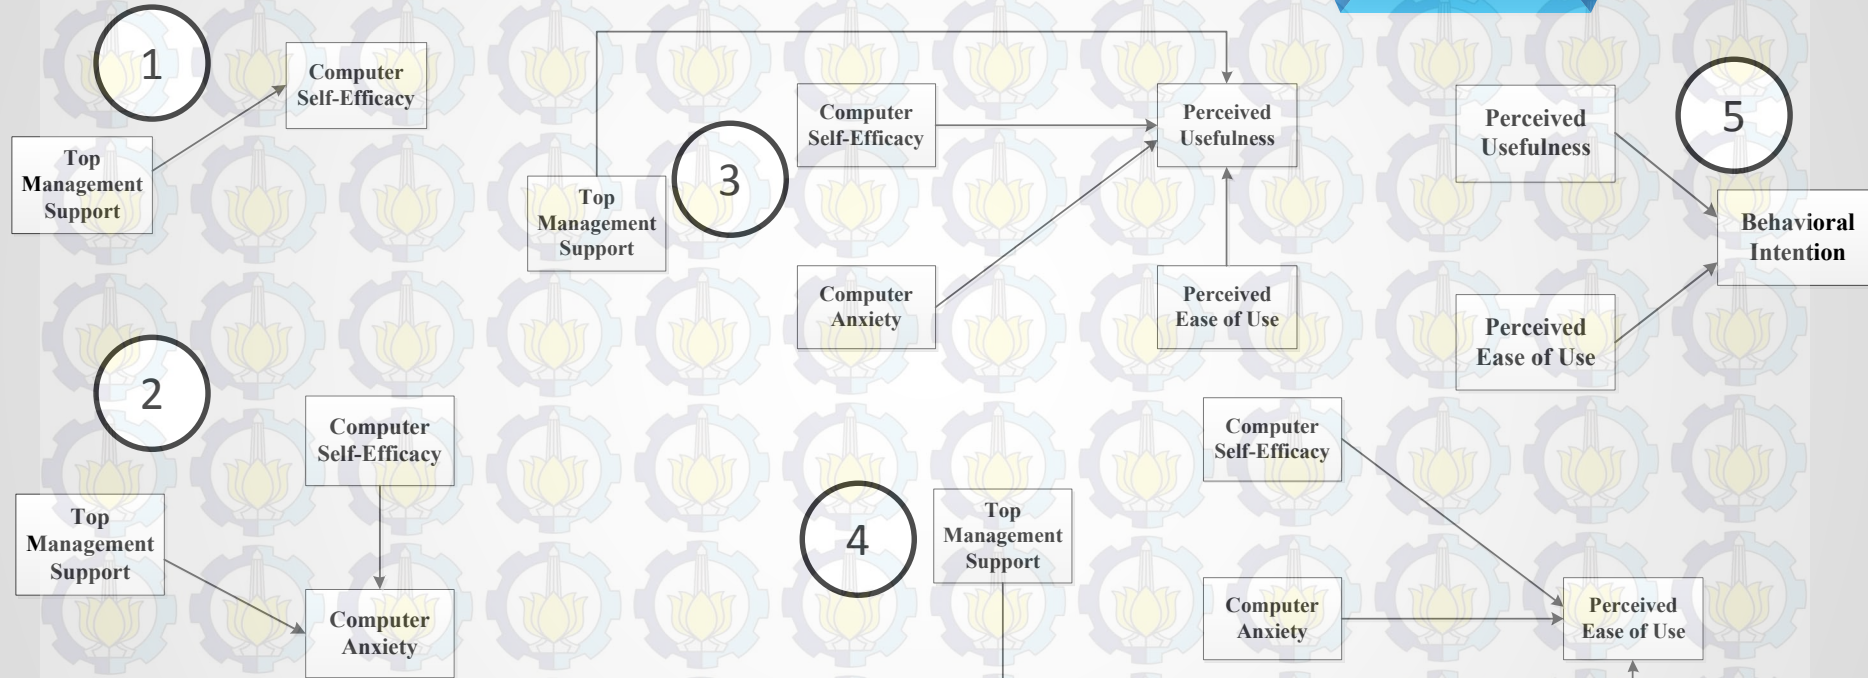 1
Computer
Self-Efficacy
Top
Management
Support
2
Computer
Self-Efficacy
Top
Management
Support
Computer
Anxiety
3
Top
Management
Support
Computer
Self-Efficacy
Perceived
Usefulness
Computer
Anxiety
Perceived
Ease of Use
4
Top
Management
Support
Computer
Self-Efficacy
Computer
Anxiety
Perceived
Ease of Use
5
Perceived
Usefulness
Behavioral
Intention
Perceived
Ease of Use